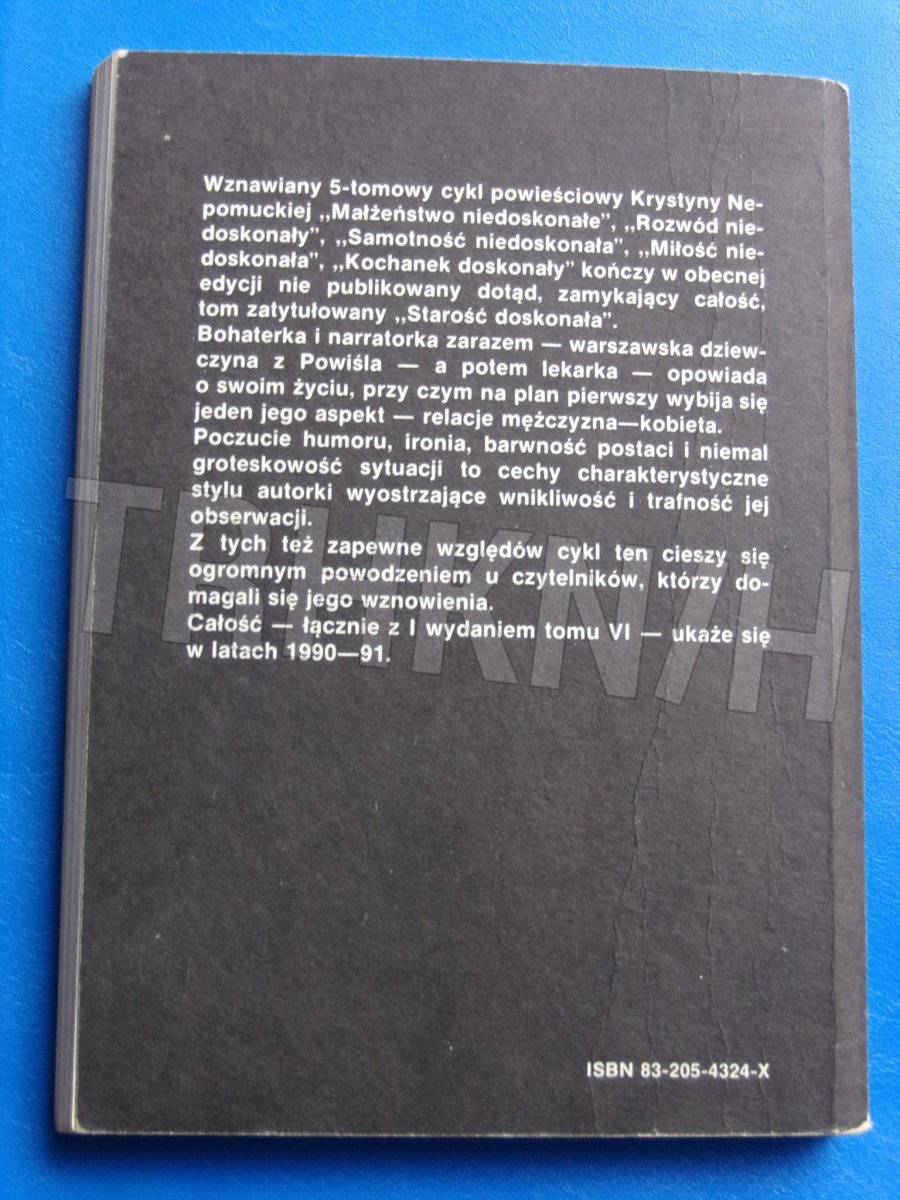 Wznawiany 5-tomowy cykl powieściowy Krystyny Ne-
pomuckiej „Małżeństwo niedoskonałe”, „Rozwód nie-
doskonały”, „Samotność niedoskonała”, „Miłość nie-
doskonała”, „Kochanek doskonały” kończy w obecnej
edycji nie publikowany dotąd, zamykający całość,
tom zatytułowany „Starość doskonała”.
Bohaterka i narratorka zarazem — warszawska dziew-
czyna z Powiśla — a potem lekarka — opowiada
o swoim życiu, przy czym na plan pierwszy wybija się
jeden jego aspekt — relacje mężczyzna—kobieta.
Poczucie humoru, ironia, barwność postaci i niemal
groteskowość sytuacji to cechy charakterystyczne
stylu autorki wyostrzające wnikliwość i trafność jej
obserwacji.
Z tych też zapewne względów cykl ten cieszy się
ogromnym powodzeniem u czytelników, którzy do-
magali się jego wznowienia.
Całość — łącznie z I wydaniem tomu VI — ukaże się
w latach 1990—91.
ISBN 83-205-4324-X